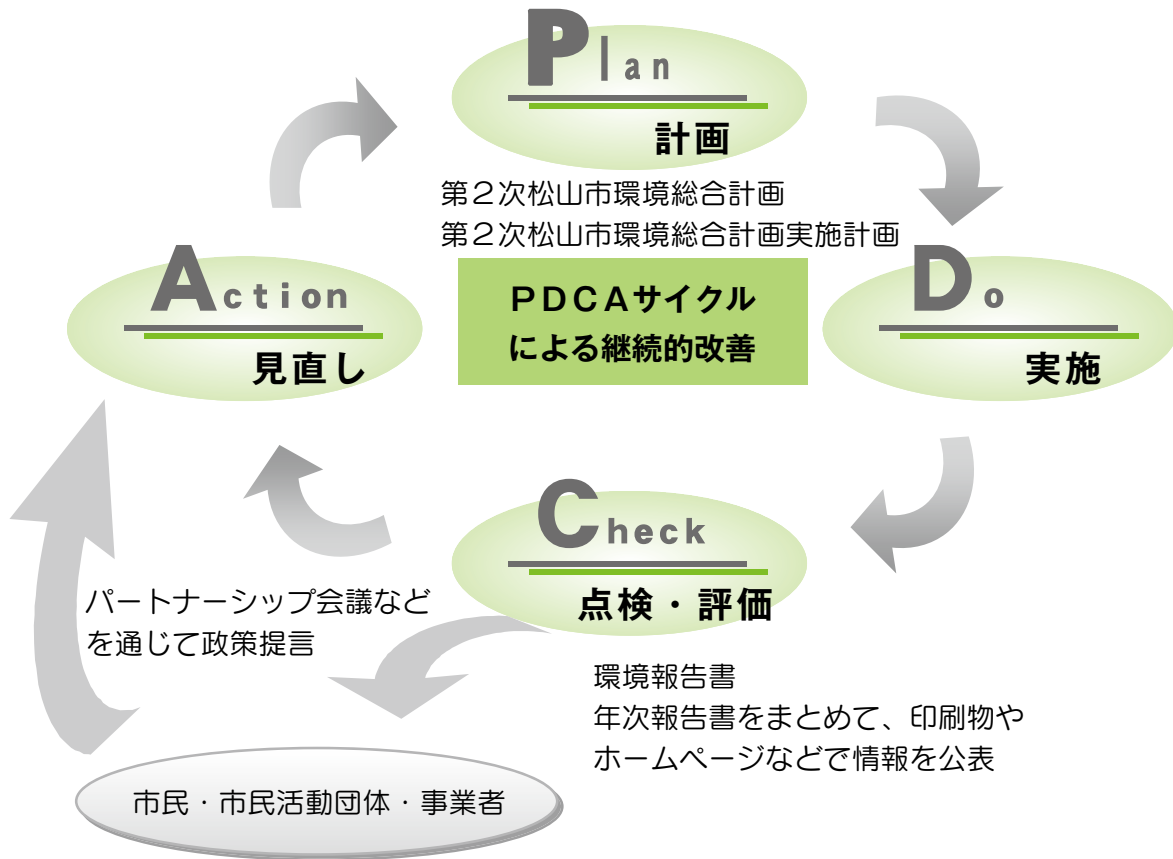 Plan
計画
第２次松山市環境総合計画
第２次松山市環境総合計画実施計画
Action
見直し
ＰＤＣＡサイクル
による継続的改善
Do
実施
Check
点検・評価
パートナーシップ会議など
を通じて政策提言
環境報告書
年次報告書をまとめて、印刷物や
ホームページなどで情報を公表
市民・市民活動団体・事業者